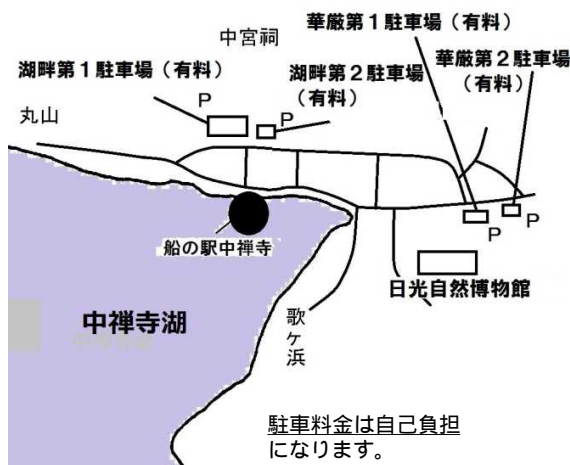 中宮祠
華厳第１駐車場（有料）
湖畔第１駐車場（有料）
湖畔第２駐車場
（有料）
華厳第２駐車場
（有料）
丸山
P
P
P
P
船の駅中禅寺
日光自然博物館
中禅寺湖
歌ヶ浜
駐車料金は自己負担
になります。